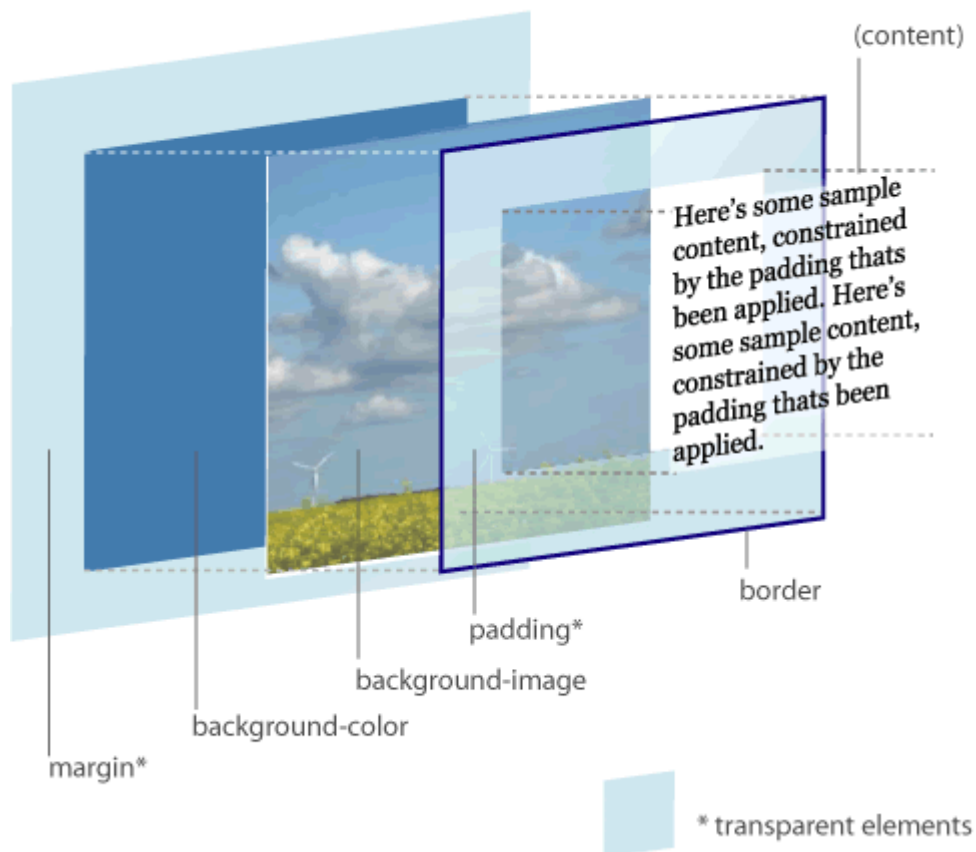 (content)
Here's some sample
content, constrained
by the padding thats
been applied. Here's
some sample content,
constrained by the
padding thats been
applied.
border
padding*
background-image
background-color
margin*
* transparent elements